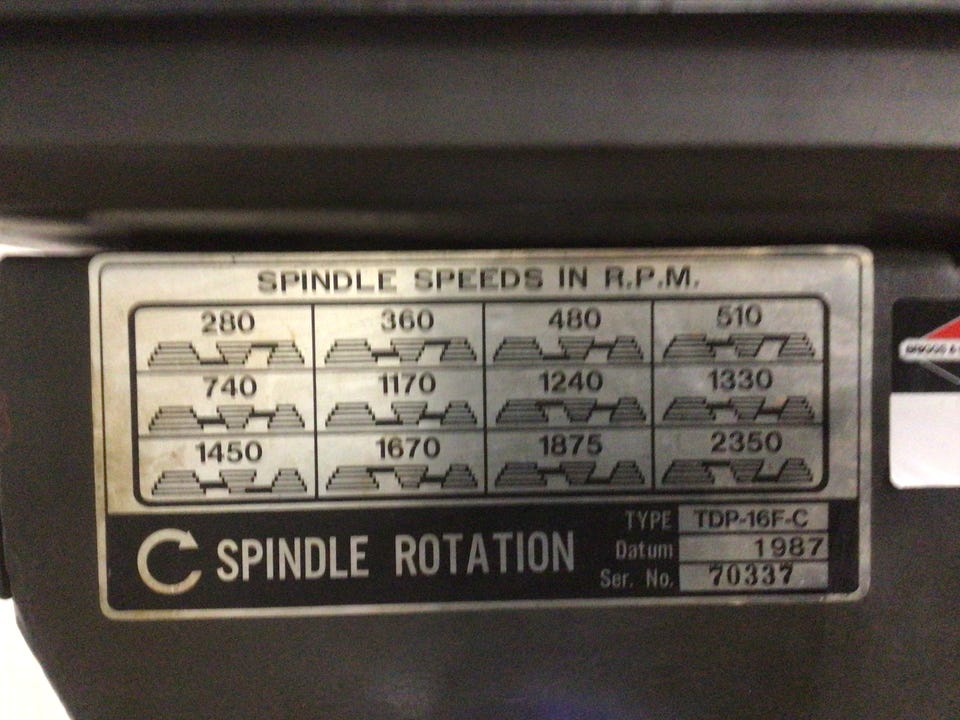 SPINDLE SPEEDS IN R.P.M.
280 360 480 510
740 1170 1240 1330
1450 1670 1875 2350
SPINDLE ROTATION
TYPE TDP-16F-C
Datum 1987
Ser. No. 70337